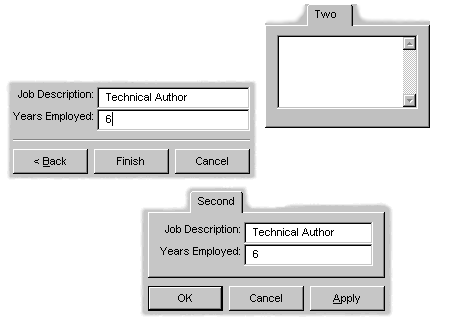 Two
Job Description: Technical Author
Years Employed: 6
< Back Finish Cancel
Second
Job Description: Technical Author
Years Employed: 6
OK Cancel Apply